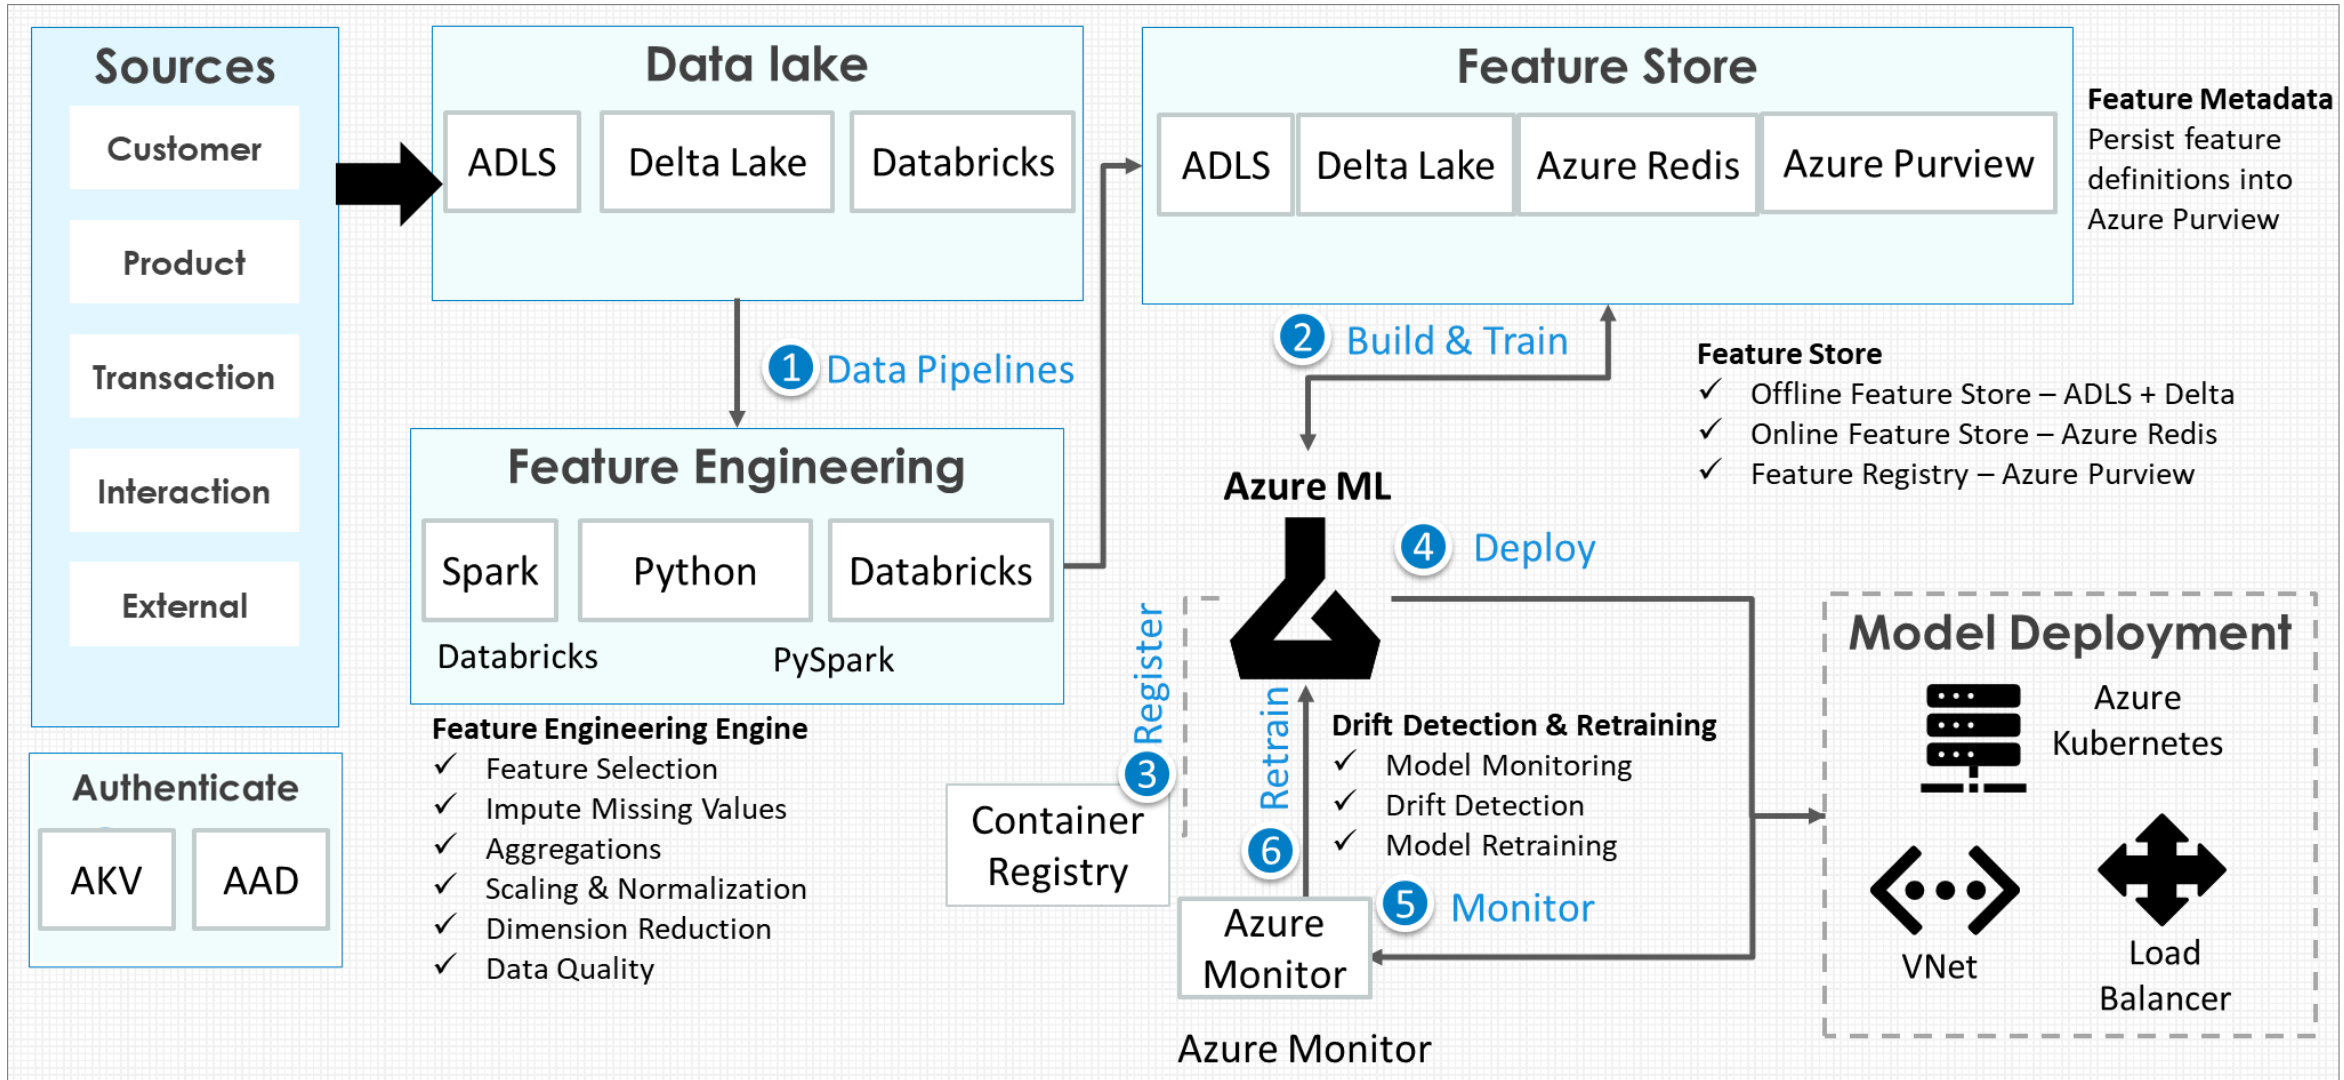 Sources
Customer
Product
Transaction
Interaction
External
Authenticate
AKV
AAD
Data lake
ADLS
Delta Lake
Databricks
1
Data Pipelines
Feature Engineering
Spark
Python
Databricks
Databricks
PySpark
Feature Engineering Engine
✓ Feature Selection
✓ Impute Missing Values
✓ Aggregations
✓ Scaling & Normalization
✓ Dimension Reduction
✓ Data Quality
Feature Store
ADLS
Delta Lake
Azure Redis
Azure Purview
Feature Metadata
Persist feature
definitions into
Azure Purview
2
Build & Train
Feature Store
✓ Offline Feature Store – ADLS + Delta
✓ Online Feature Store – Azure Redis
✓ Feature Registry – Azure Purview
Azure ML
4
Deploy
3
Register
Container
Registry
6
Retrain
Drift Detection & Retraining
✓ Model Monitoring
✓ Drift Detection
✓ Model Retraining
5
Monitor
Azure
Monitor
Azure Monitor
Model Deployment
Azure
Kubernetes
VNet
Load
Balancer